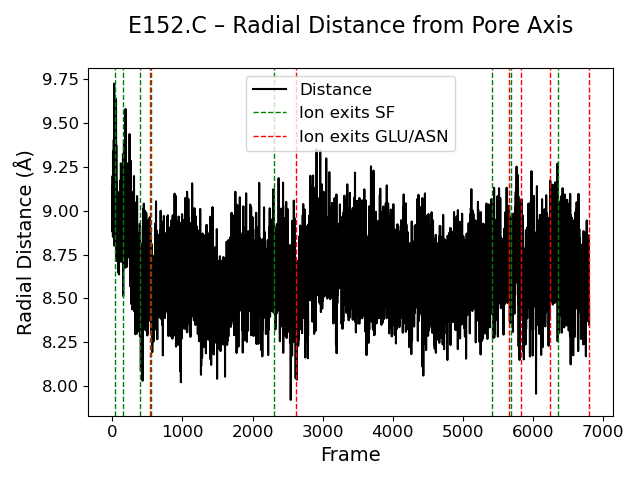 E152.C – Radial Distance from Pore Axis
Distance
Ion exits SF
Ion exits GLU/ASN
Radial Distance (Å)
9.75
9.50
9.25
9.00
8.75
8.50
8.25
8.00
0 1000 2000 3000 4000 5000 6000 7000
Frame